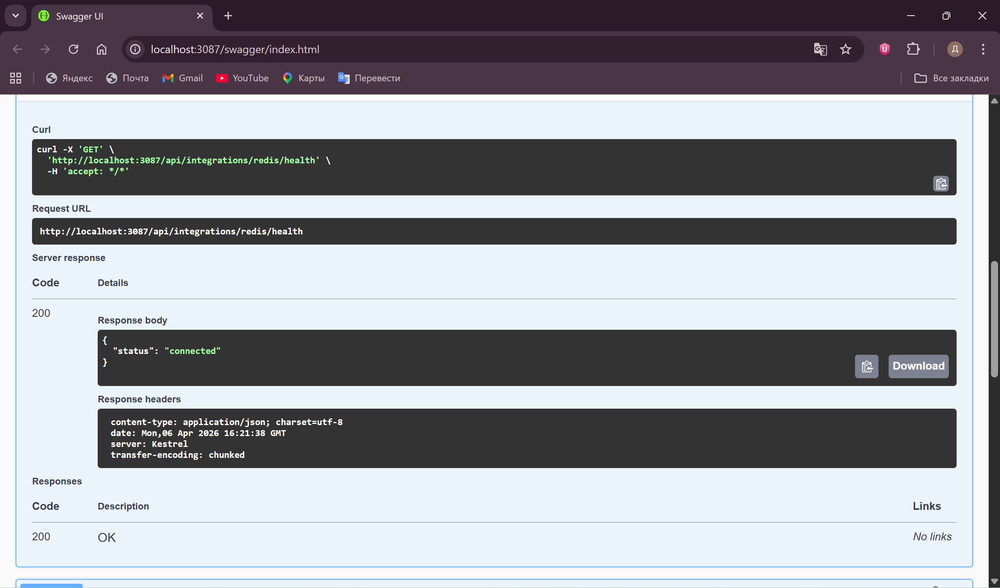 Swagger UI
localhost:3087/swagger/index.html
Д
Яндекс
Почта
Gmail
YouTube
Карты
Перевести
Все закладки
Curl
curl -X 'GET' \
'http://localhost:3087/api/integrations/redis/health' \
-H 'accept: */*'
Request URL
http://localhost:3087/api/integrations/redis/health
Server response
Code Details
200
Response body
{
"status": "connected"
}
Download
Response headers
content-type: application/json; charset=utf-8
date: Mon,06 Apr 2026 16:21:38 GMT
server: Kestrel
transfer-encoding: chunked
Responses
Code Description Links
200 OK No links